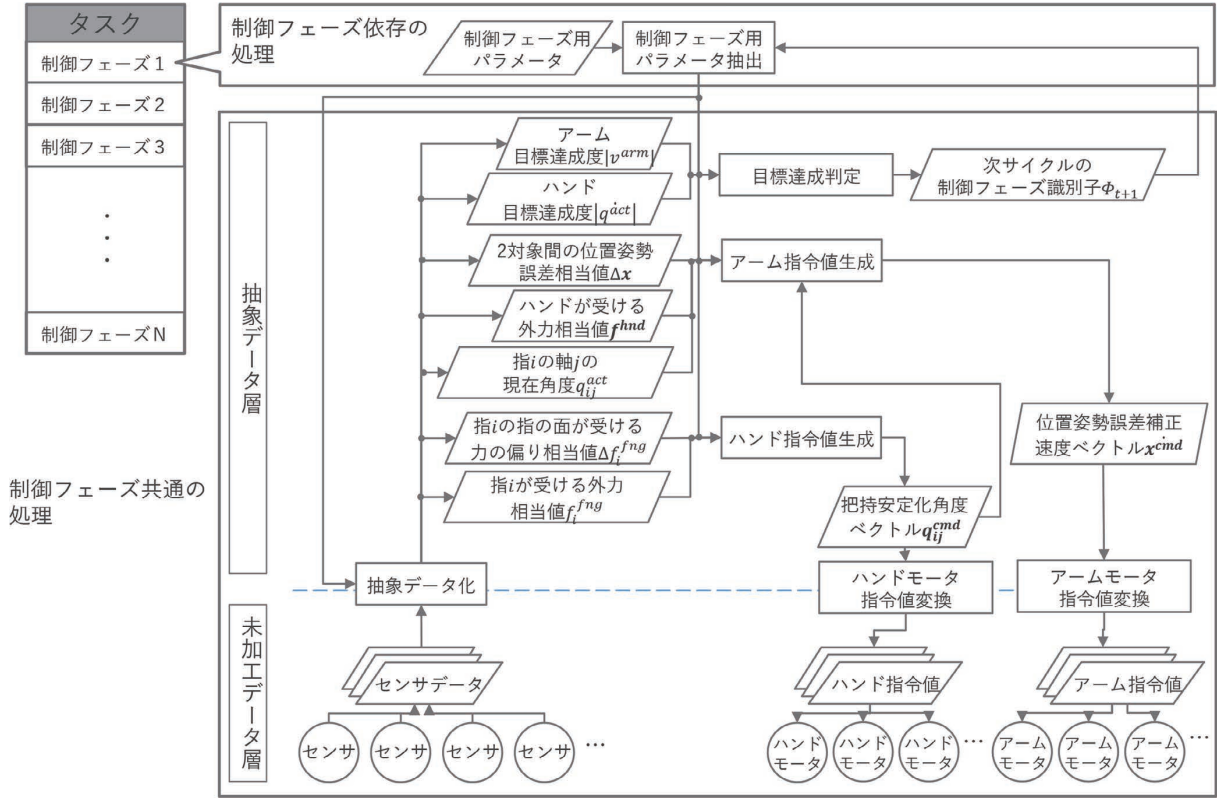 タスク
制御フェーズ1
制御フェーズ2
制御フェーズ3
制御フェーズN
制御フェーズ依存の
処理
制御フェーズ用
パラメータ
制御フェーズ用
パラメータ抽出
制御フェーズ共通の
処理
抽象データ層
アーム
目標達成度|v^{arm}|
ハンド
目標達成度|\dot{q^{act}}|
2対象間の位置姿勢
誤差相当値Δx
ハンドが受ける
外力相当値f^{hnd}
指iの軸jの
現在角度q_{ij}^{act}
指iの指の面が受ける
力の偏り相当値Δf_i^{fng}
指iが受ける外力
相当値f_i^{fng}
目標達成判定
次サイクルの
制御フェーズ識別子Φ_{t+1}
アーム指令値生成
ハンド指令値生成
位置姿勢誤差補正
速度ベクトル\dot{x^{cmd}}
把持安定化角度
ベクトルq_{ij}^{cmd}
抽象データ化
ハンドモータ
指令値変換
アームモータ
指令値変換
未加工データ層
センサデータ
ハンド指令値
アーム指令値
センサ
センサ
センサ
センサ
…
ハンド
モータ
ハンド
モータ
ハンド
モータ
…
アーム
モータ
アーム
モータ
アーム
モータ
…